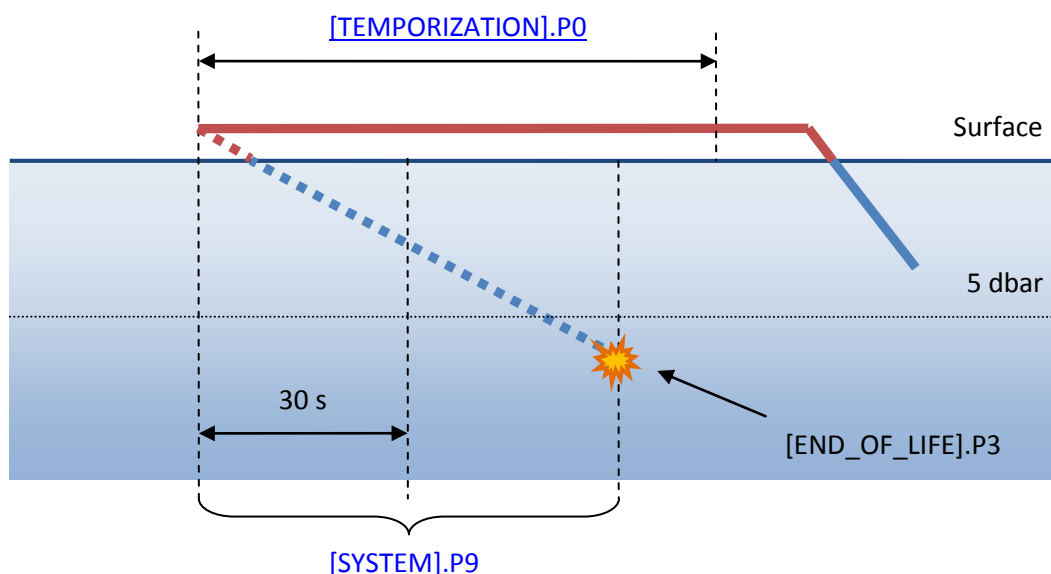 [TEMPORIZATION].P0
Surface
5 dbar
30 s
[END_OF_LIFE].P3
[SYSTEM].P9